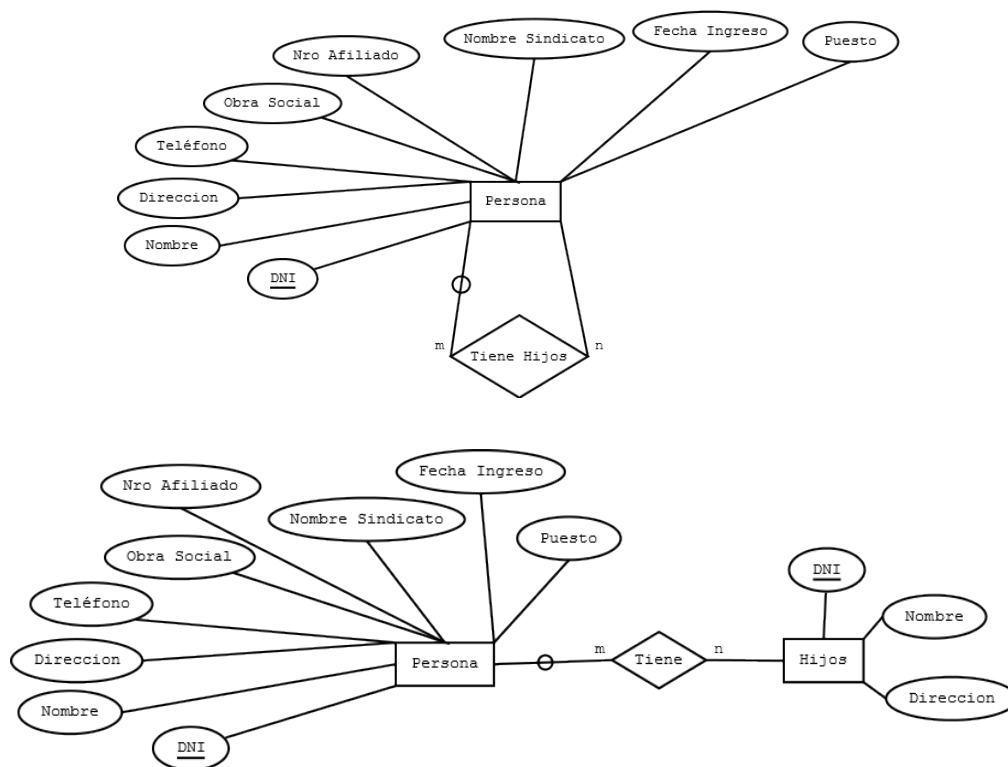 Nombre Sindicato
Fecha Ingreso
Puesto
Nro Afiliado
Obra Social
Teléfono
Direccion
Persona
Nombre
DNI
m
Tiene Hijos
n
Fecha Ingreso
Nro Afiliado
Nombre Sindicato
Puesto
Obra Social
DNI
Teléfono
Nombre
m
n
Direccion
Persona
Tiene
Hijos
Direccion
Nombre
DNI